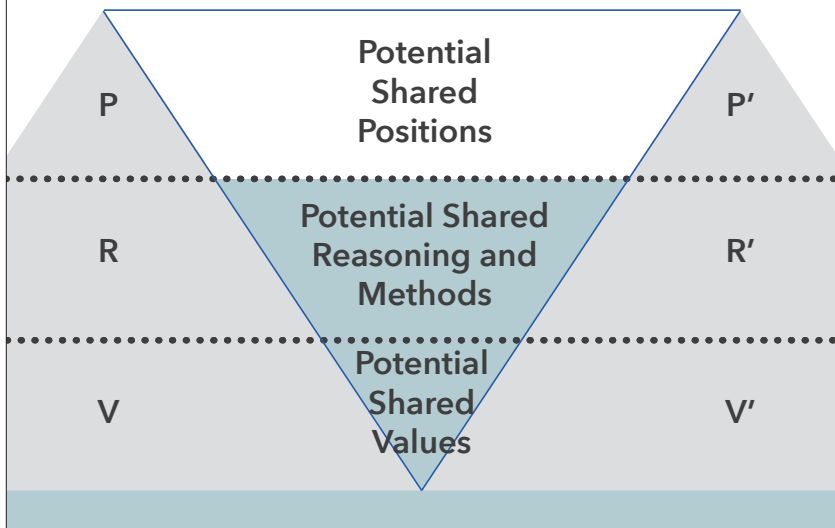 Potential
Shared
Positions
P
P’
Potential Shared
Reasoning and
Methods
R
R’
Potential
Shared
Values
V
V’